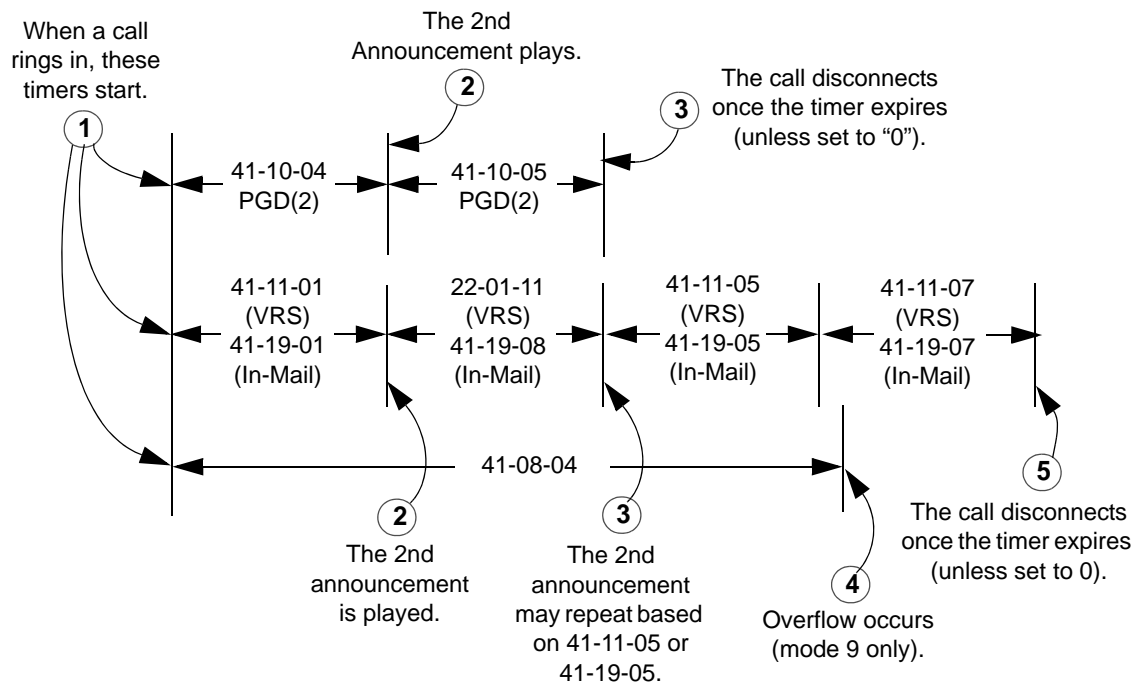 When a call
rings in, these
timers start.
1
The 2nd
Announcement plays.
2
3
The call disconnects
once the timer expires
(unless set to “0”).
41-10-04
PGD(2)
41-10-05
PGD(2)
41-11-01
(VRS)
41-19-01
(In-Mail)
22-01-11
(VRS)
41-19-08
(In-Mail)
41-11-05
(VRS)
41-19-05
(In-Mail)
41-11-07
(VRS)
41-19-07
(In-Mail)
41-08-04
2
The 2nd
announcement
is played.
3
The 2nd
announcement
may repeat based
on 41-11-05 or
41-19-05.
4
Overflow occurs
(mode 9 only).
5
The call disconnects
once the timer expires
(unless set to 0).